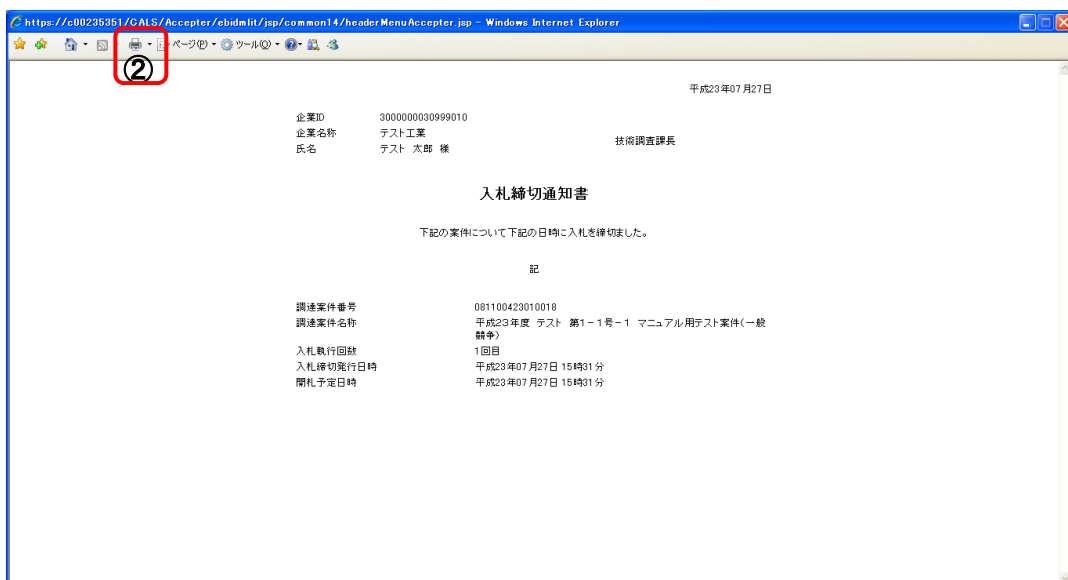 https://c00235351/CALS/Accepter/ebidmlit/jsp/common14/headerMenuAccepter.jsp - Windows Internet Explorer
ページ(P) ツール(O)
②
平成23年07月27日
企業ID 3000000030999010
企業名称 テスト工業
氏名 テスト 太郎 様
技術調査課長
入札締切通知書
下記の案件について下記の日時に入札を締切ました。
記
調達案件番号 081100423010018
調達案件名称 平成23年度 テスト 第1-1号-1 マニュアル用テスト案件(一般
競争)
入札執行回数 1回目
入札締切発行日時 平成23年07月27日 15時31分
開札予定日時 平成23年07月27日 15時31分